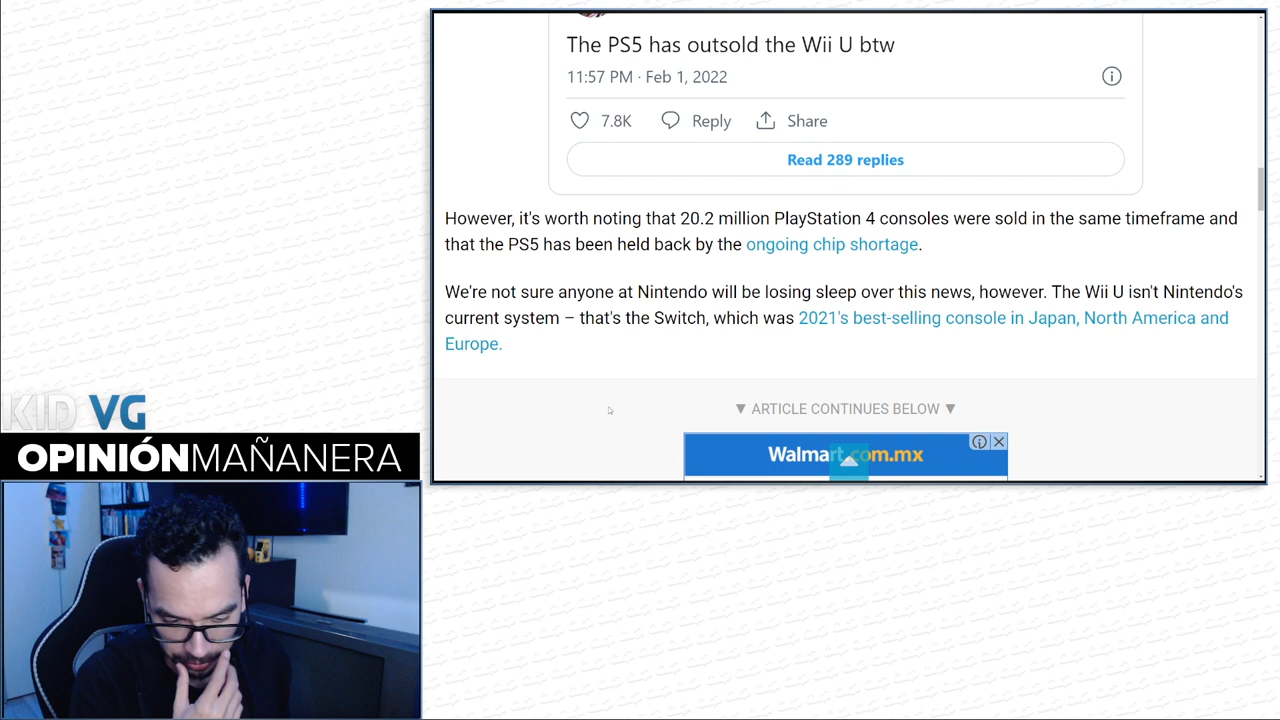 The PS5 has outsold the Wii U btw
11:57 PM · Feb 1, 2022
7.8K Reply Share
Read 289 replies
However, it's worth noting that 20.2 million PlayStation 4 consoles were sold in the same timeframe and
that the PS5 has been held back by the ongoing chip shortage.
We're not sure anyone at Nintendo will be losing sleep over this news, however. The Wii U isn't Nintendo's
current system – that's the Switch, which was 2021's best-selling console in Japan, North America and
Europe.
▼ ARTICLE CONTINUES BELOW ▼
Walmart.com.mx
KID VG
OPINIÓNMAÑANERA